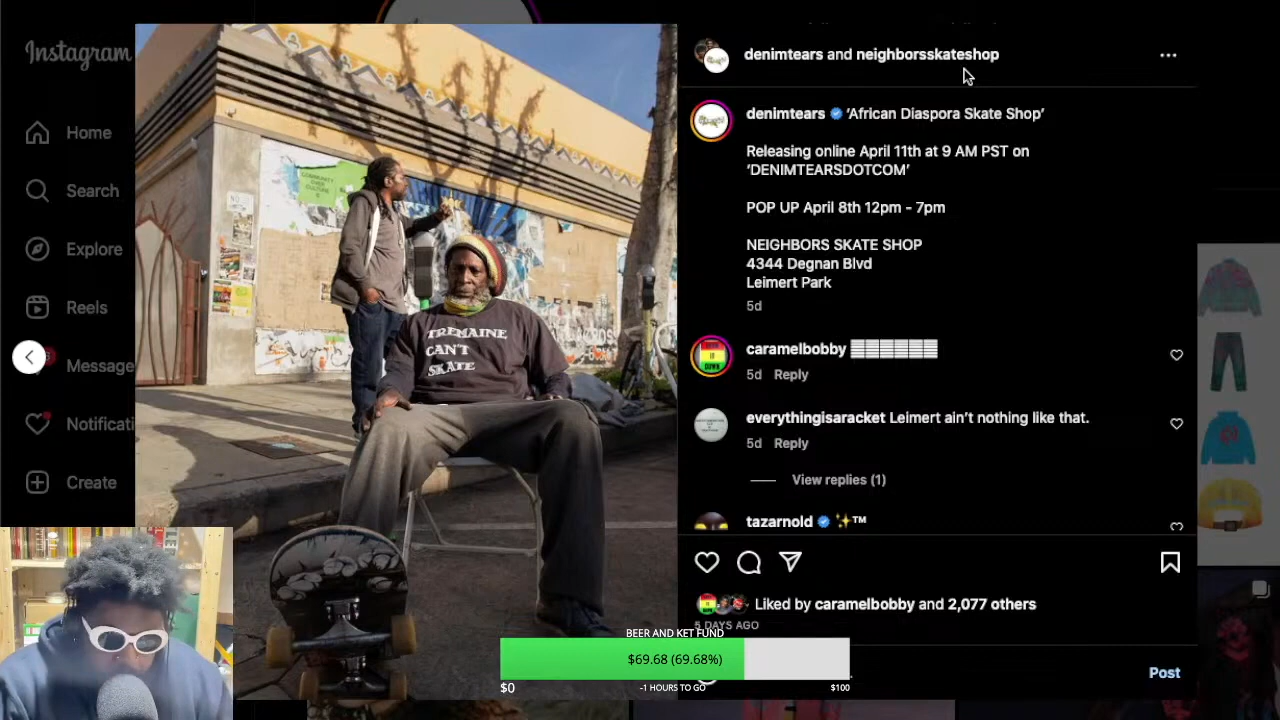 Instagram
Home
Search
Explore
Reels
Message
Notificati
Create
COMMUNITY
OVER
CULTURE
TREMAINE
CAN'T
SKATE
denimtears and neighborsskateshop
denimtears 'African Diaspora Skate Shop'
Releasing online April 11th at 9 AM PST on
'DENIMTEARSDOTCOM'
POP UP April 8th 12pm - 7pm
NEIGHBORS SKATE SHOP
4344 Degnan Blvd
Leimert Park
5d
caramelbobby
5d Reply
everythingisaracket Leimert ain't nothing like that.
5d Reply
View replies (1)
tazarnold ✨™
Liked by caramelbobby and 2,077 others
5 DAYS AGO
Post
BEER AND KET FUND
$69.68 (69.68%)
$0
-1 HOURS TO GO
$100